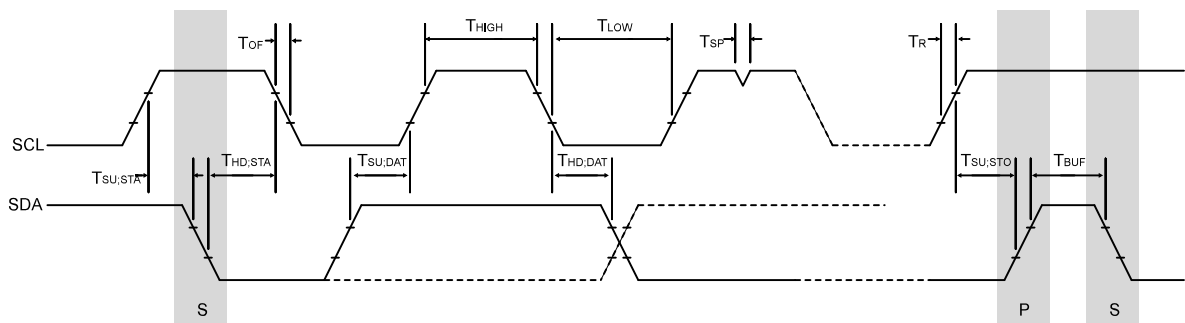 THIGH
TLOW
TOF
TSP
TR
SCL
THD;STA
TSU;DAT
THD;DAT
TSU;STO
TBUF
TSU;STA
SDA
S
P
S